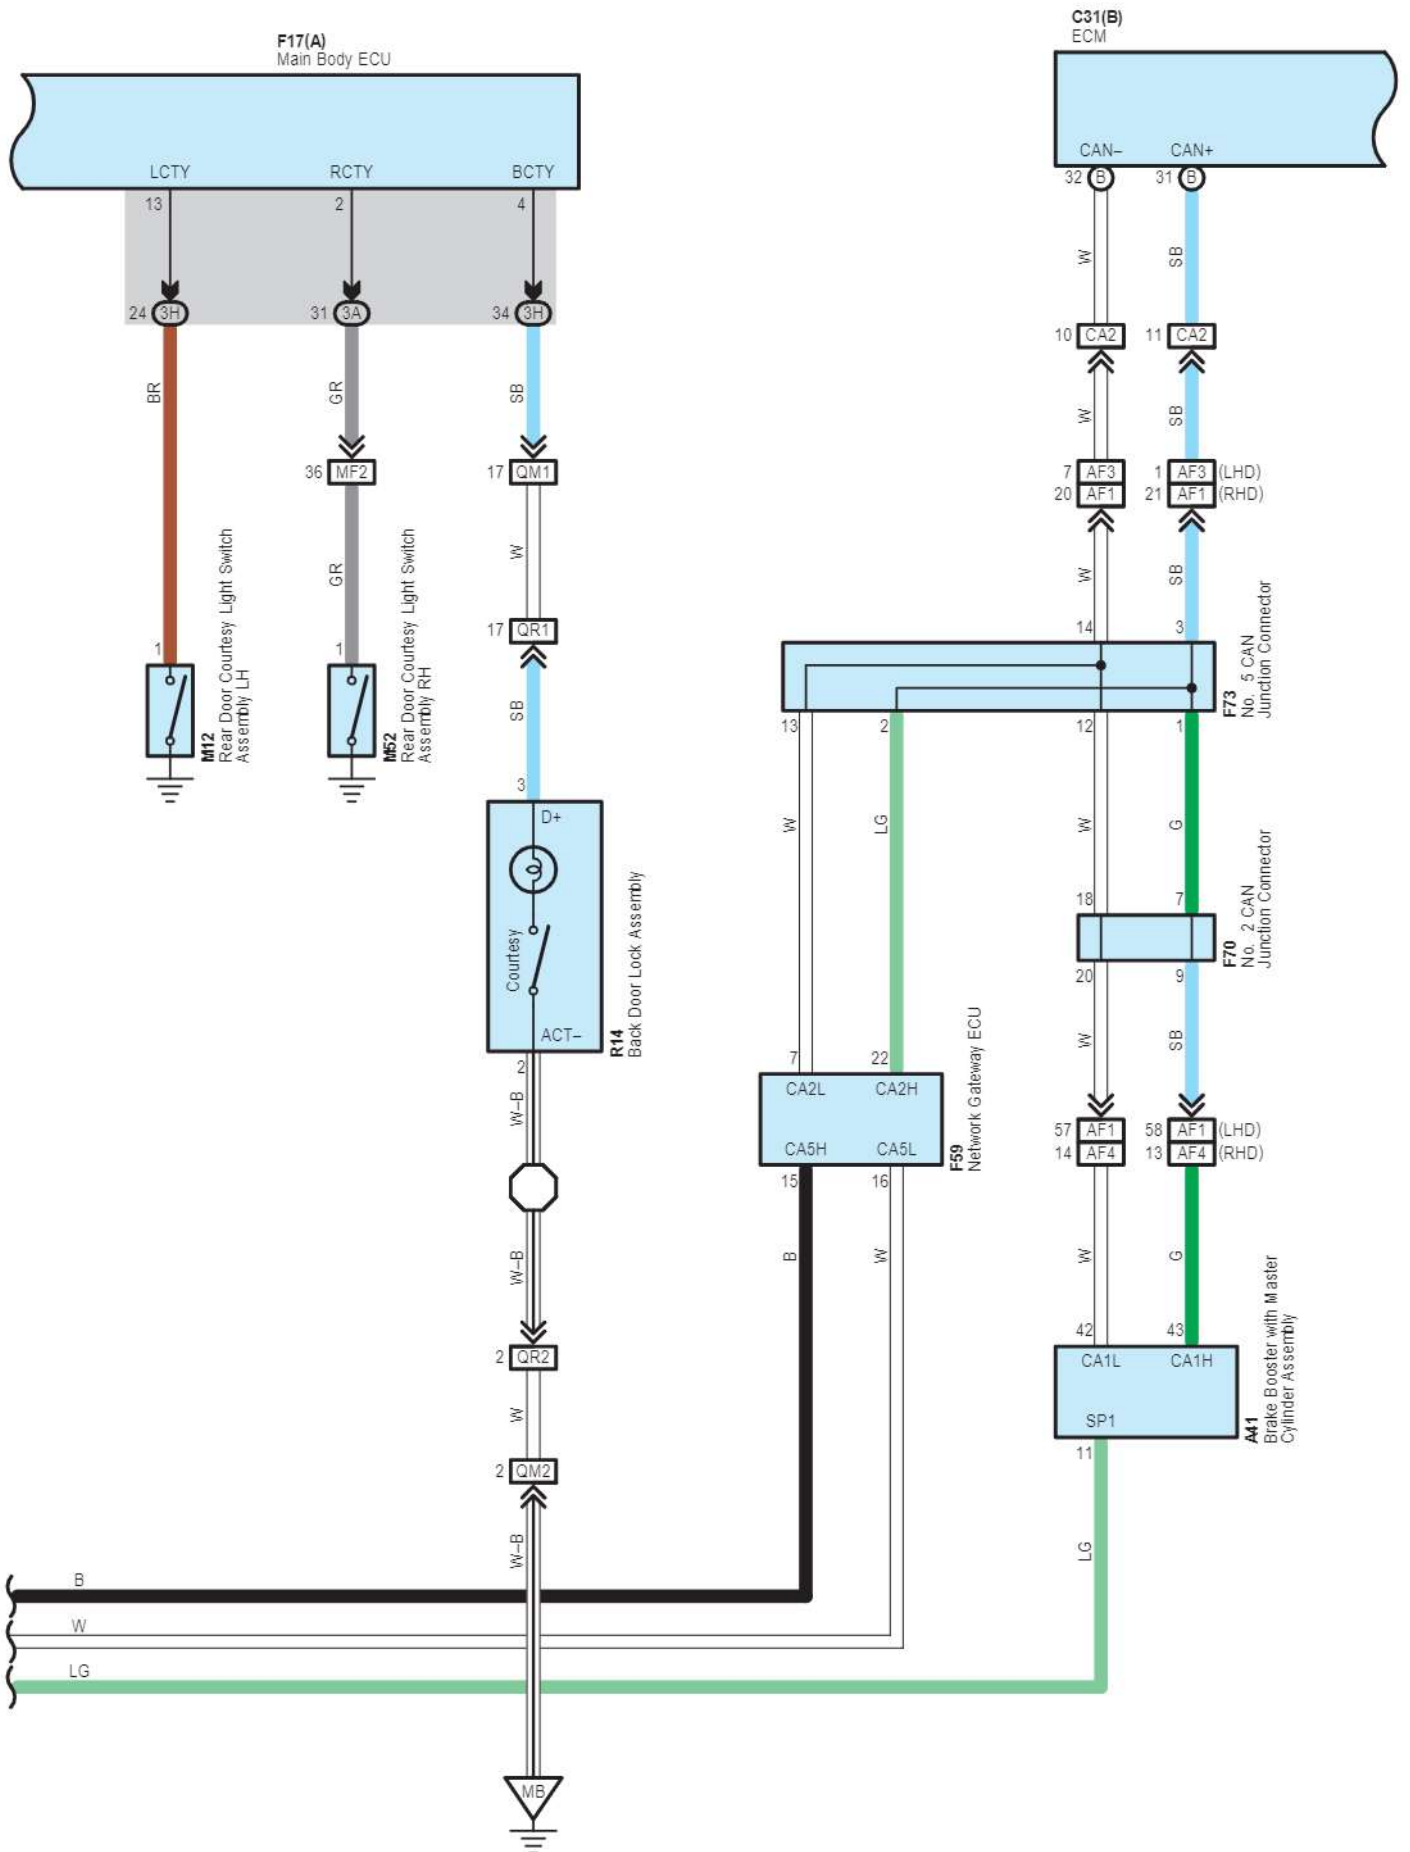 F17(A)
Main Body ECU
LCTY
RCTY
BCTY
13
2
4
24 3H
31 3A
34 3H
BR
GR
SB
36 MF2
17 QM1
GR
W
17 QR1
1
1
SB
M12
Rear Door Courtesy Light Switch
Assembly LH
M52
Rear Door Courtesy Light Switch
Assembly RH
3
D+
Courtesy
ACT–
R14
Back Door Lock Assembly
2
W–B
W–B
2 QR2
W
2 QM2
W–B
MB
C31(B)
ECM
CAN–
CAN+
32 B
31 B
W
SB
10 CA2
11 CA2
W
SB
7 AF3
1 AF3 (LHD)
20 AF1
21 AF1 (RHD)
W
SB
14
3
F73
No. 5 CAN
Junction Connector
13
2
12
1
W
LG
W
G
18
7
F70
No. 2 CAN
Junction Connector
20
9
W
SB
7
22
CA2L
CA2H
CA5H
CA5L
F59
Network Gateway ECU
15
16
B
W
57 AF1
58 AF1 (LHD)
14 AF4
13 AF4 (RHD)
W
G
42
43
CA1L
CA1H
SP1
A41
Brake Booster with Master
Cylinder Assembly
11
LG
B
W
LG